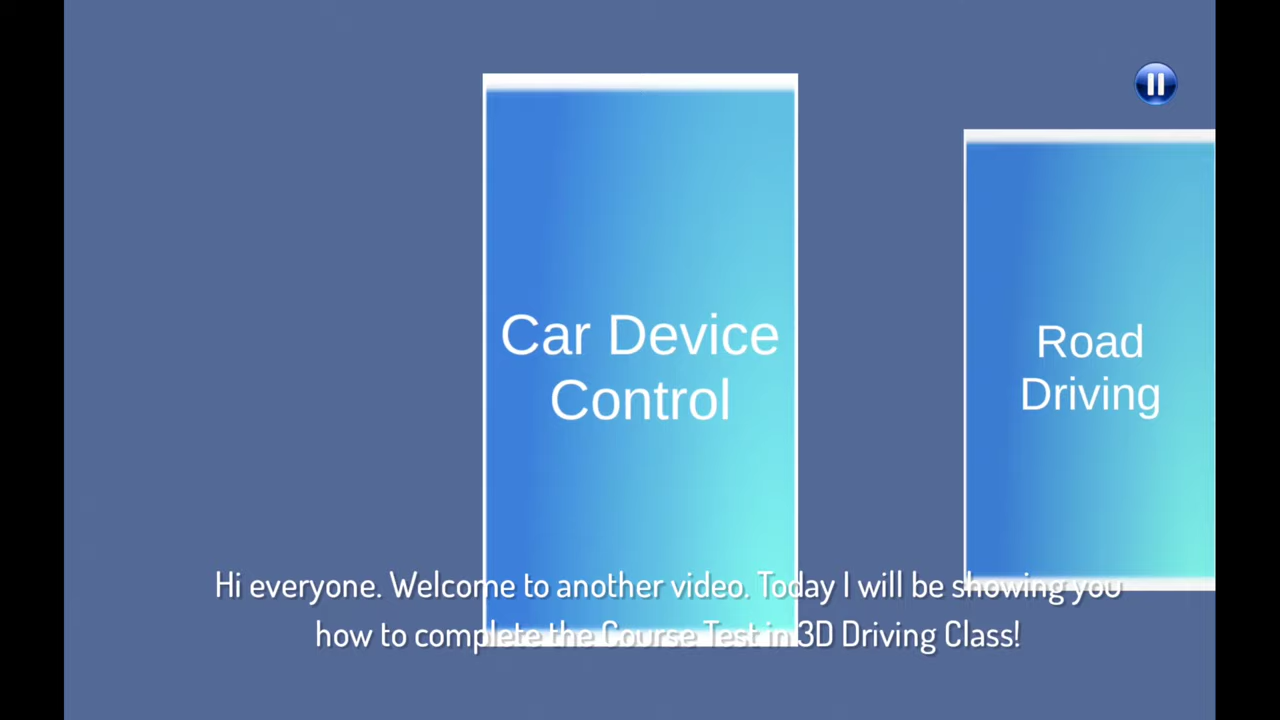 Car Device
Control
Road
Driving
Hi everyone. Welcome to another video. Today I will be showing you
how to complete the Course Test in 3D Driving Class!